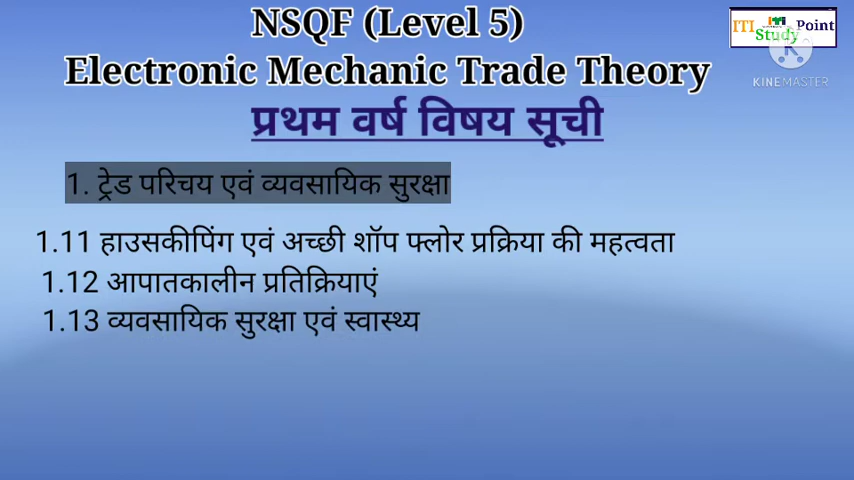 NSQF (Level 5)
Electronic Mechanic Trade Theory
प्रथम वर्ष विषय सूची
1. ट्रेड परिचय एवं व्यवसायिक सुरक्षा
1.11 हाउसकीपिंग एवं अच्छी शॉप फ्लोर प्रक्रिया की महत्वता
1.12 आपातकालीन प्रतिक्रियाएं
1.13 व्यवसायिक सुरक्षा एवं स्वास्थ्य
ITI Study Point
KINEMASTER